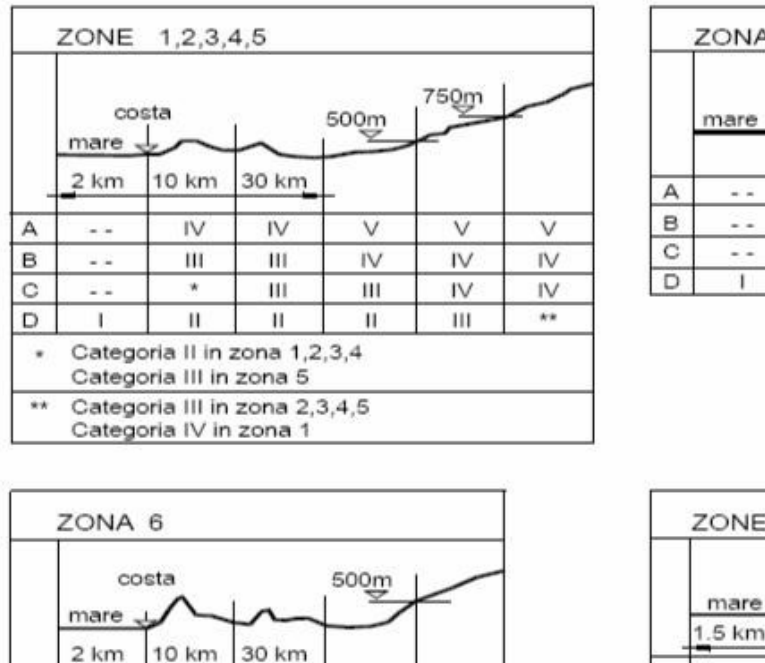 ZONE 1,2,3,4,5
costa
mare
500m
750m
2 km 10 km 30 km
A -- IV IV V V V
B -- III III IV IV IV
C -- * III III IV IV
D I II II II III **
* Categoria II in zona 1,2,3,4
Categoria III in zona 5
** Categoria III in zona 2,3,4,5
Categoria IV in zona 1
ZONA
mare
A --
B --
C --
D I
ZONA 6
costa
mare
500m
2 km 10 km 30 km
ZONE
mare
1.5 km